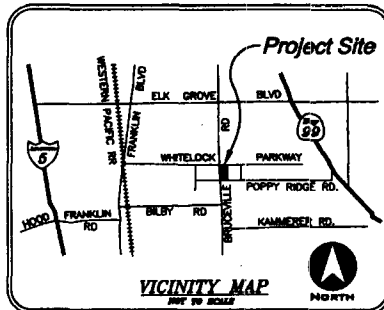 Project Site
WESTERN PACIFIC RR
FRANKLIN BLVD
ELK GROVE BLVD
RD
99
5
WHITELOCK PARKWAY
POPPY RIDGE RD.
HOOD FRANKLIN RD
BILBY RD
BRUCEVILLE
KAMMERER RD.
VICINITY MAP
NOT TO SCALE
NORTH